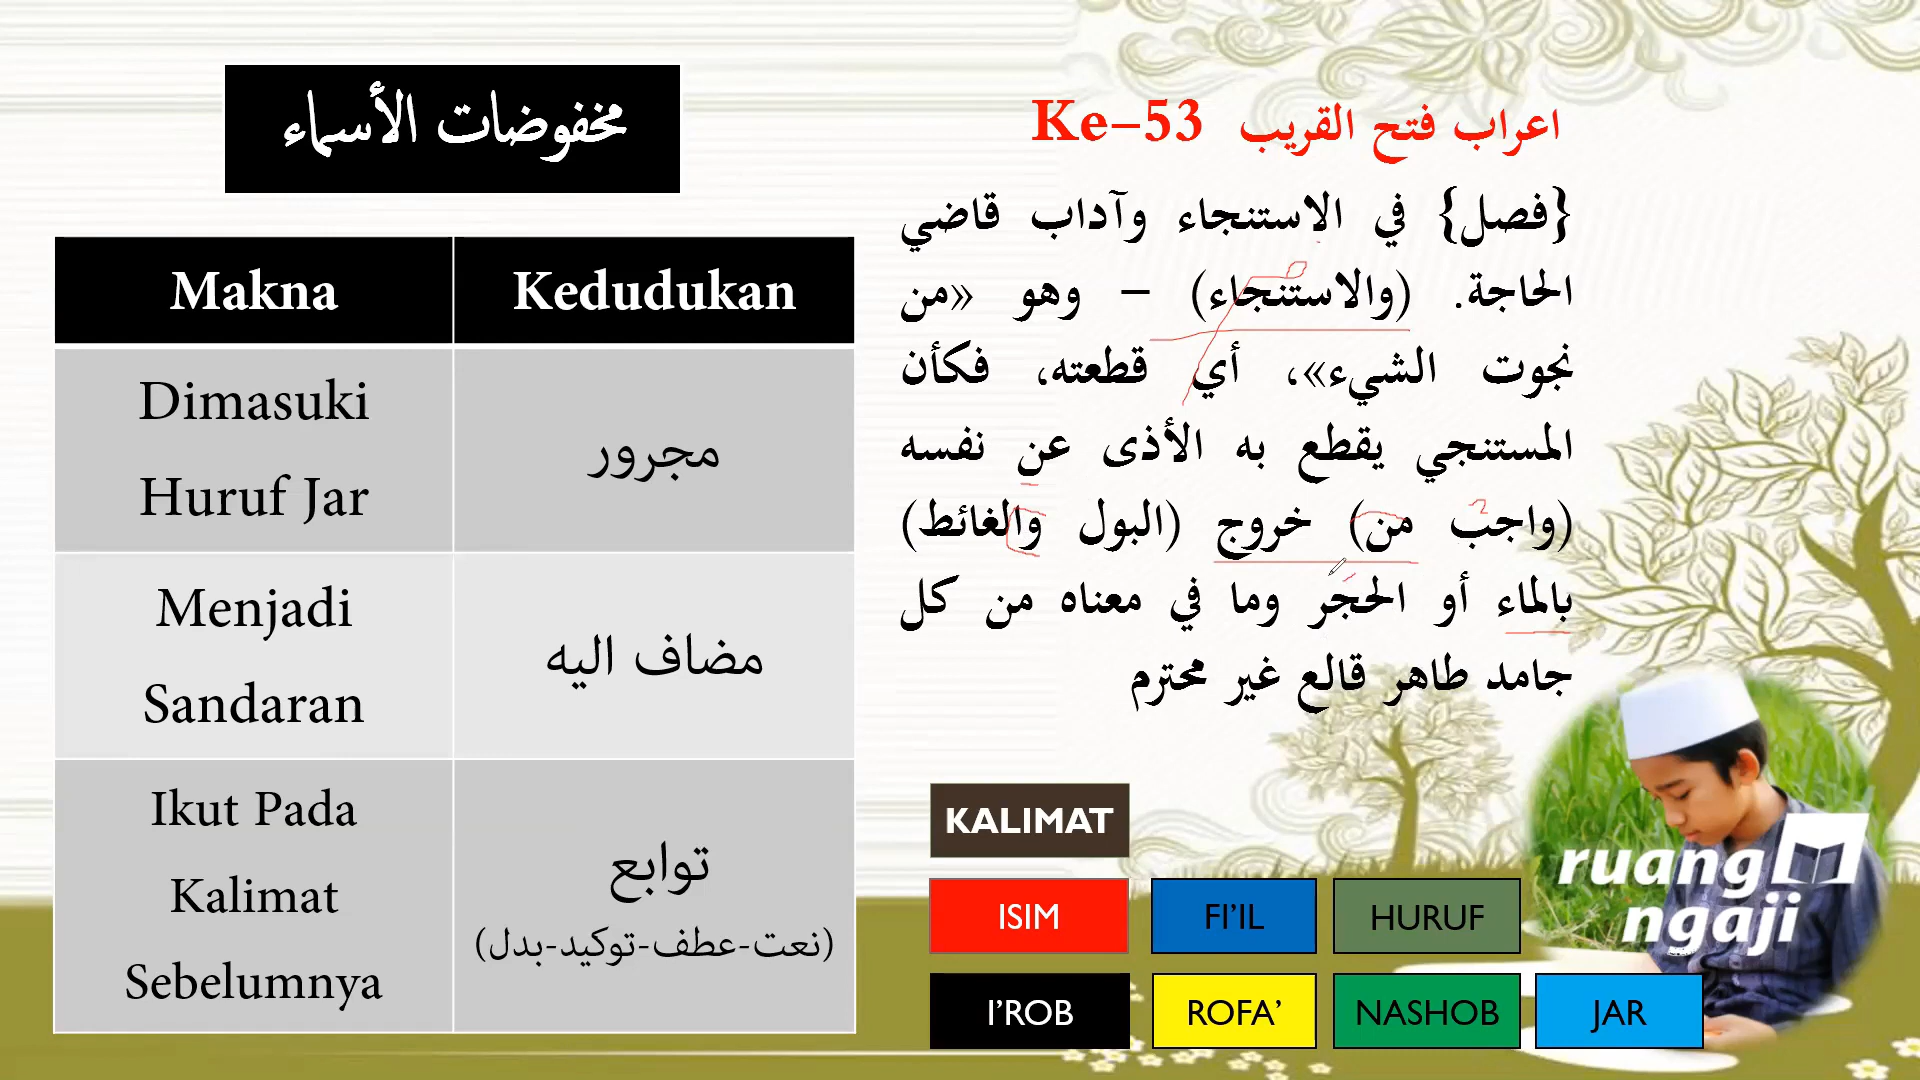 مخفوضات الأسماء
Makna
Kedudukan
Dimasuki
Huruf Jar
مجرور
Menjadi
Sandaran
مضاف اليه
Ikut Pada
Kalimat
Sebelumnya
توابع
(نعت-عطف-توكيد-بدل)
اعراب فتح القريب Ke-53
{فصل} في الاستنجاء وآداب قاضي
الحاجة. (والاستنجاء) – وهو «من
نجوت الشيء»، أي قطعته، فكأن
المستنجي يقطع به الأذى عن نفسه
(واجب من) خروج (البول والغائط)
بالماء أو الحجر وما في معناه من كل
جامد طاهر قالع غير محترم
KALIMAT
ISIM FI’IL HURUF
I’ROB ROFA’ NASHOB JAR
ruang
ngaji